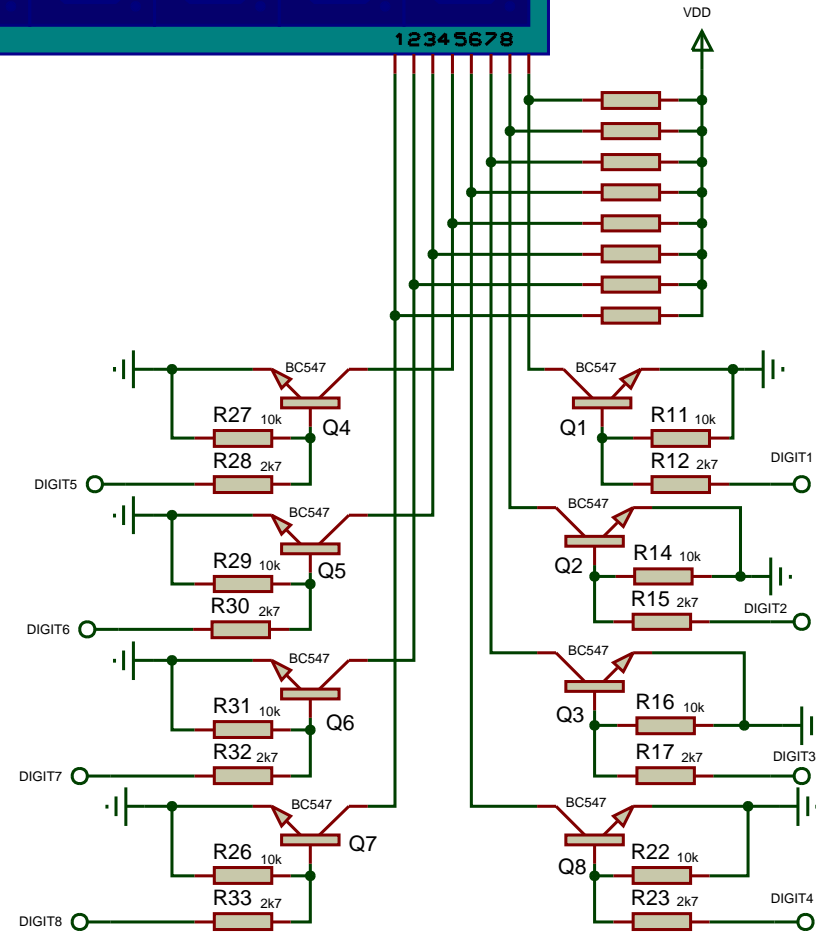 12345678
VDD
BC547
R27 10k
Q4
R28 2k7
DIGIT5
BC547
Q1
R11 10k
R12 2k7
DIGIT1
BC547
R29 10k
Q5
R30 2k7
DIGIT6
BC547
Q2
R14 10k
R15 2k7
DIGIT2
BC547
R31 10k
Q6
R32 2k7
DIGIT7
BC547
Q3
R16 10k
R17 2k7
DIGIT3
BC547
Q7
R26 10k
R33 2k7
DIGIT8
BC547
Q8
R22 10k
R23 2k7
DIGIT4